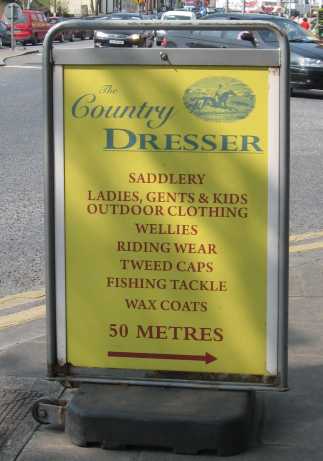 The
Country
DRESSER
SADDLERY
LADIES, GENTS & KIDS
OUTDOOR CLOTHING
WELLIES
RIDING WEAR
TWEED CAPS
FISHING TACKLE
WAX COATS
50 METRES